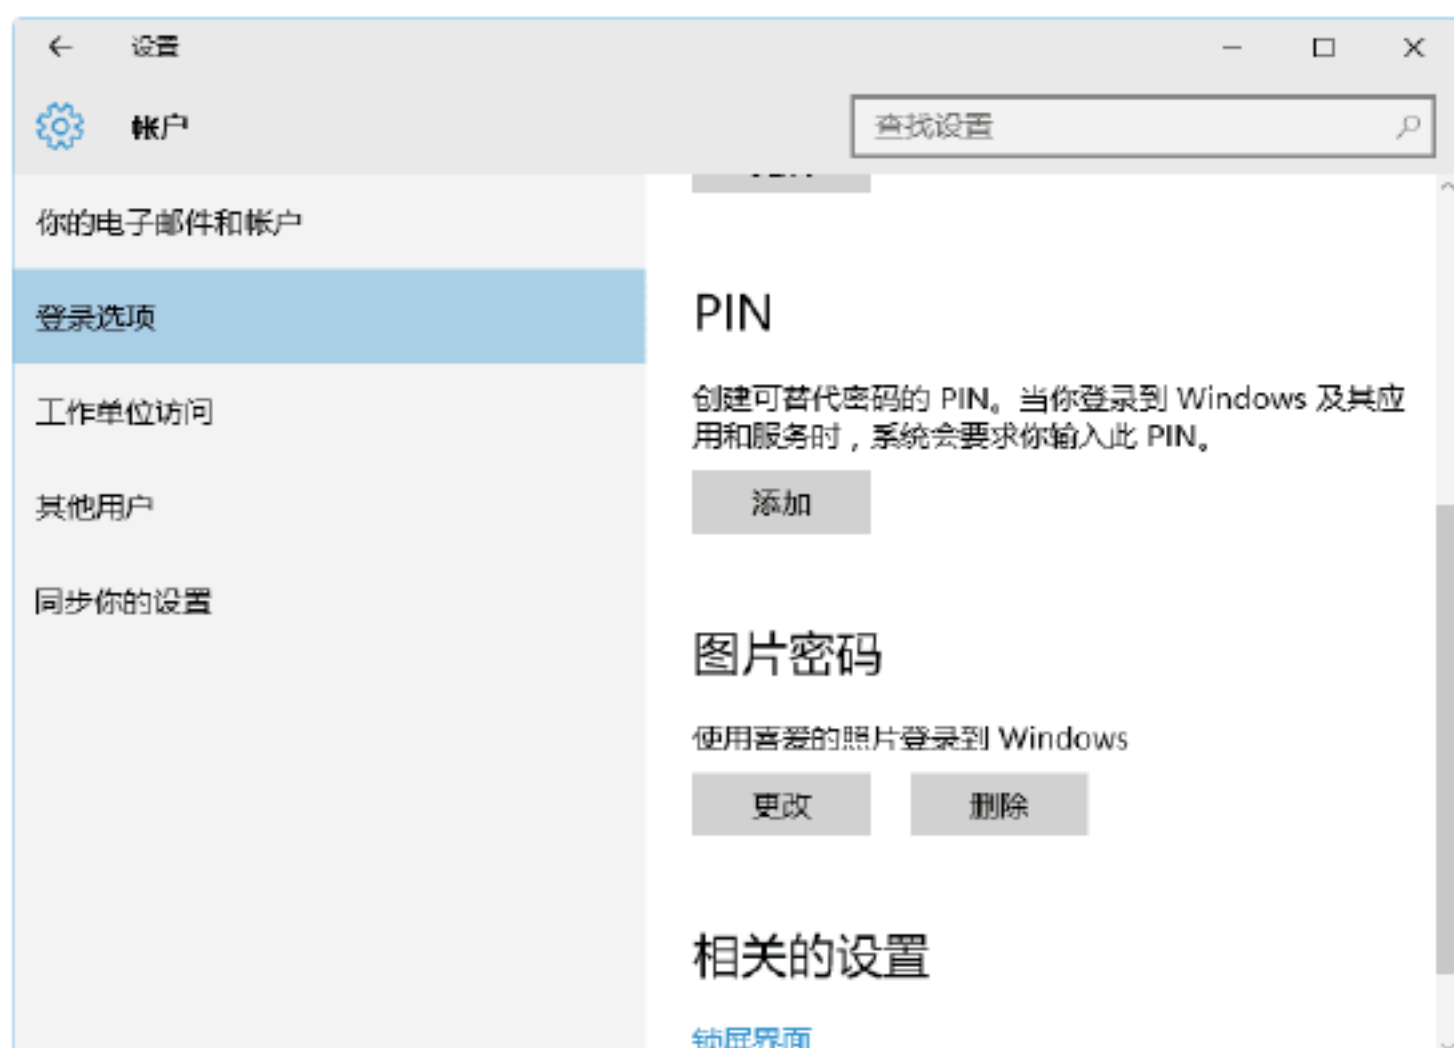 设置
帐户
查找设置
你的电子邮件和帐户
登录选项
工作单位访问
其他用户
同步你的设置
PIN
创建可替代密码的 PIN。当你登录到 Windows 及其应
用和服务时，系统会要求你输入此 PIN。
添加
图片密码
使用喜爱的照片登录到 Windows
更改
删除
相关的设置
锁屏界面